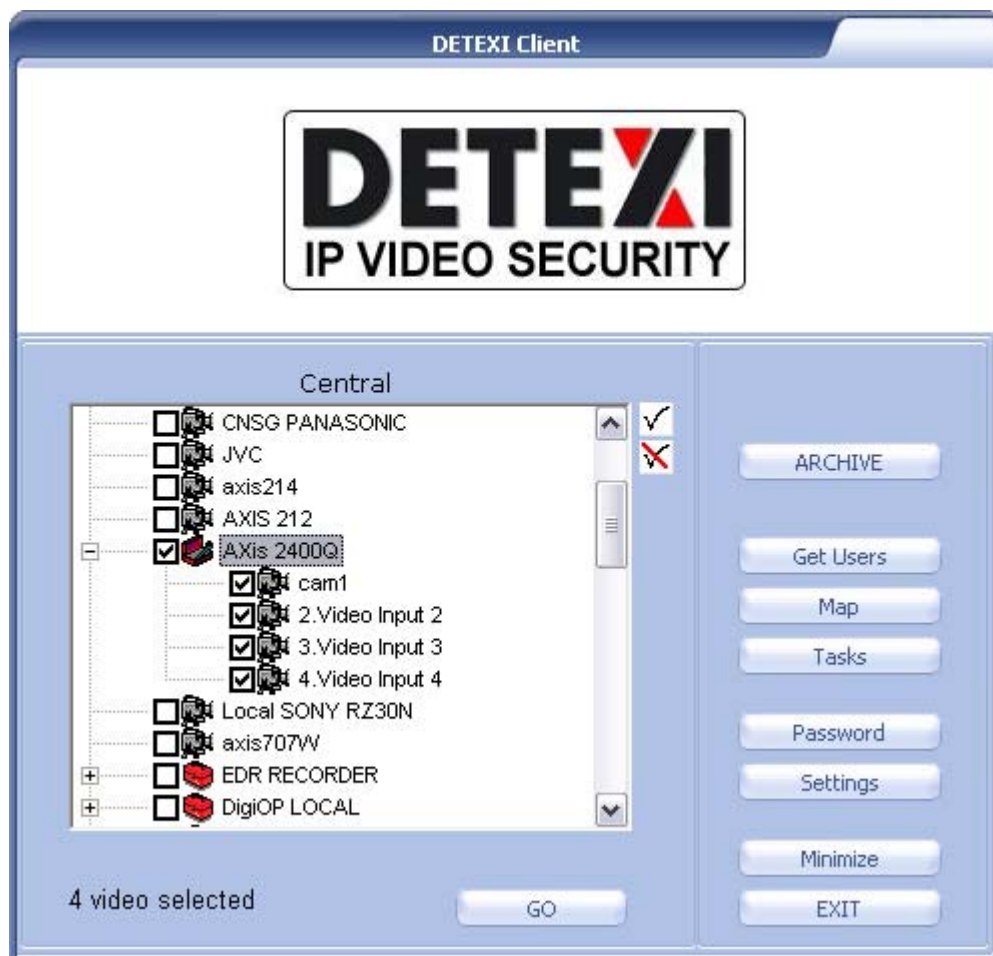 DETEXI Client
DETEXI
IP VIDEO SECURITY
Central
CNSG PANASONIC
JVC
axis214
AXIS 212
AXis 2400Q
cam1
2.Video Input 2
3.Video Input 3
4.Video Input 4
Local SONY RZ30N
axis707W
EDR RECORDER
DigiOP LOCAL
4 video selected
GO
ARCHIVE
Get Users
Map
Tasks
Password
Settings
Minimize
EXIT